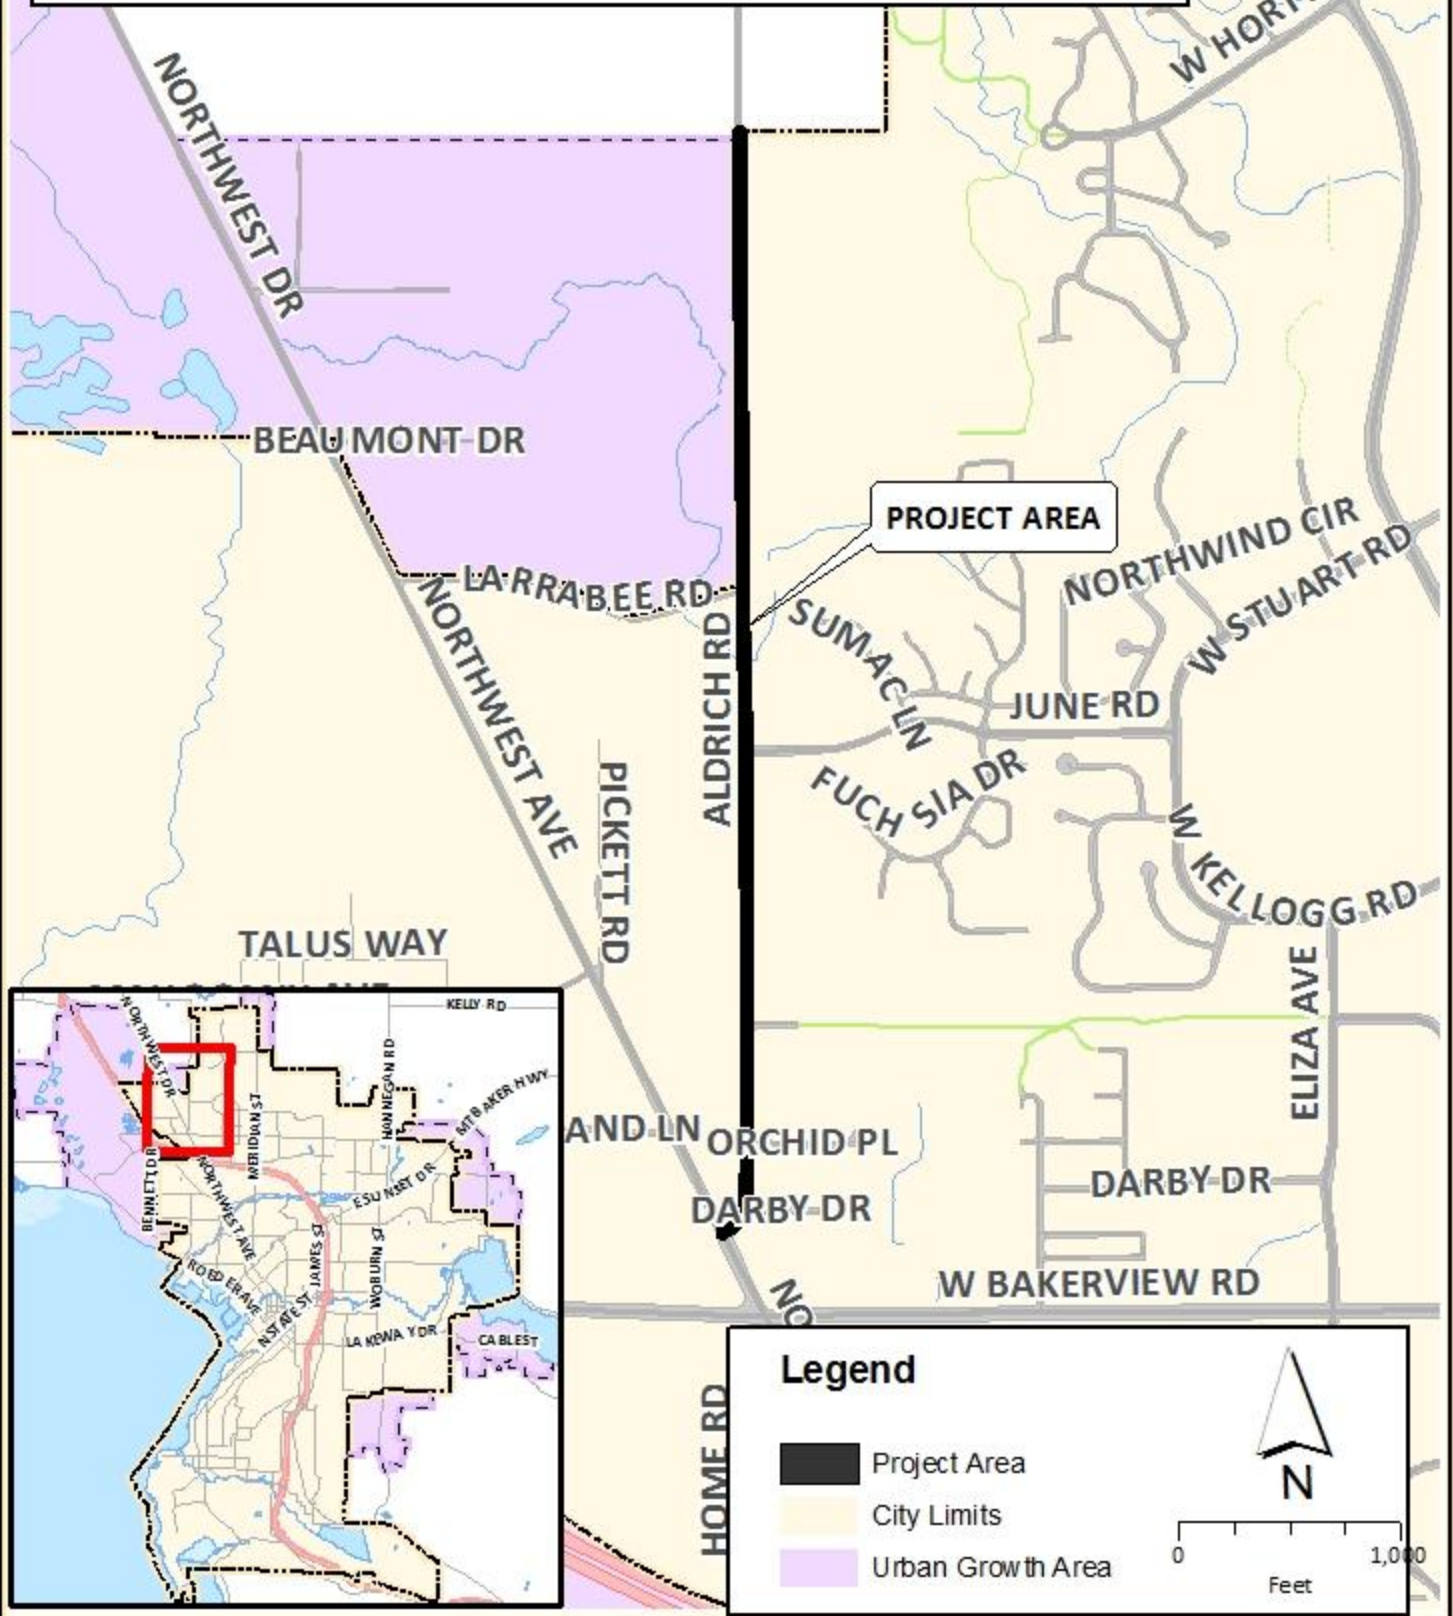 W HORT
NORTHWEST DR
BEAUMONT DR
PROJECT AREA
NORTHWIND CIR
W STUART RD
LARRABEE RD
SUMAC LN
ALDRICH RD
NORTHWEST AVE
JUNE RD
FUCHSIA DR
PICKETT RD
W KELLOGG RD
TALUS WAY
ELIZA AVE
AND LN
ORCHID PL
DARBY DR
DARBY DR
W BAKERVIEW RD
NO
HOME RD
KELLY RD
NORTHWEST DR
HANNEGAN RD
MTBAKER HWY
MERIDIAN ST
BENNETT DR
NORTHWEST AVE
E SUNSET DR
JAMES ST
WOBURN ST
ROEDER AVE
N STATE ST
LAKEWAY DR
CABLE ST
Legend
Project Area
City Limits
Urban Growth Area
N
0
1,000
Feet